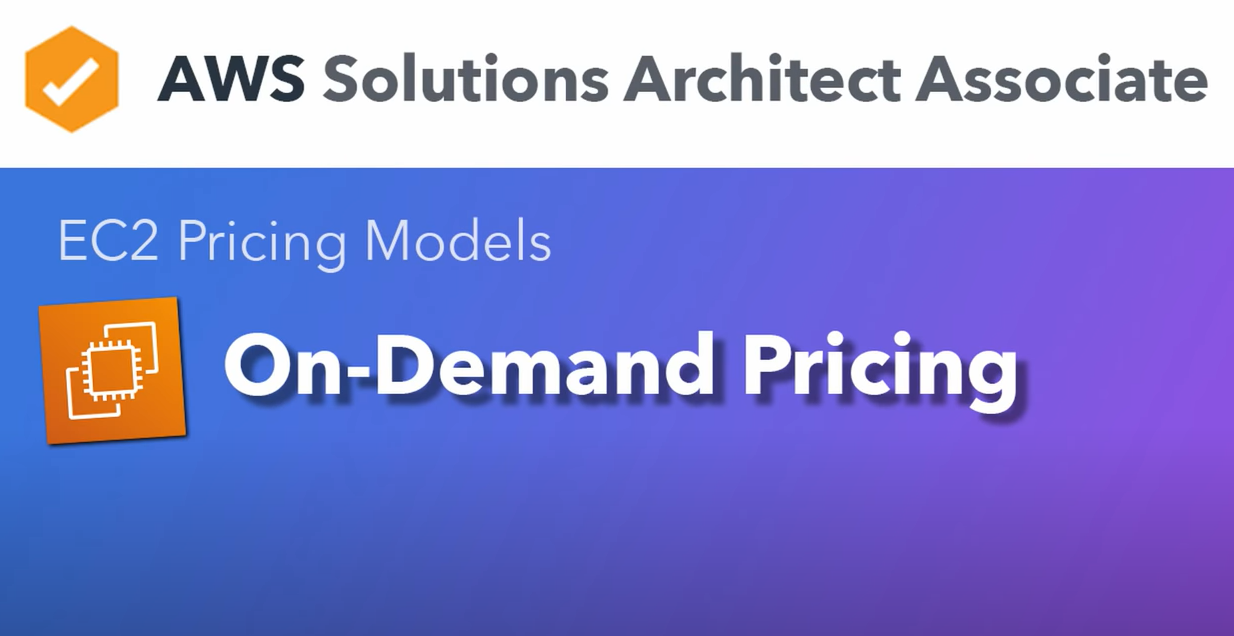 AWS Solutions Architect Associate
EC2 Pricing Models
On-Demand Pricing